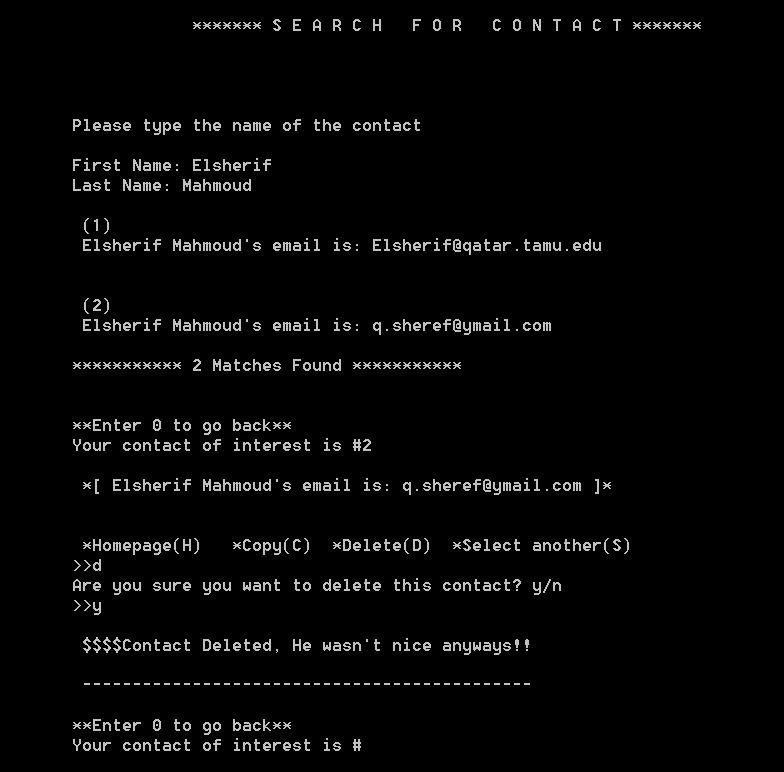 ******* S E A R C H   F O R   C O N T A C T *******
Please type the name of the contact
First Name: Elsherif
Last Name: Mahmoud
(1)
Elsherif Mahmoud's email is: Elsherif@qatar.tamu.edu
(2)
Elsherif Mahmoud's email is: q.sheref@ymail.com
*********** 2 Matches Found ***********
**Enter 0 to go back**
Your contact of interest is #2
*[ Elsherif Mahmoud's email is: q.sheref@ymail.com ]*
*Homepage(H)   *Copy(C)  *Delete(D)  *Select another(S)
>>d
Are you sure you want to delete this contact? y/n
>>y
$$$$Contact Deleted, He wasn't nice anyways!!
---------------------------------------------
**Enter 0 to go back**
Your contact of interest is #